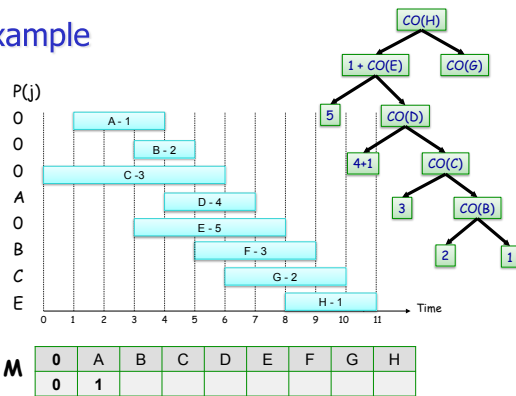 xample
CO(H)
1 + CO(E)
CO(G)
5
CO(D)
4+1
CO(C)
3
CO(B)
2
1
P(j)
0
A - 1
0
B - 2
0
C -3
A
D - 4
0
E - 5
B
F - 3
C
G - 2
E
H - 1
Time
0 1 2 3 4 5 6 7 8 9 10 11
M
0 A B C D E F G H
0 1